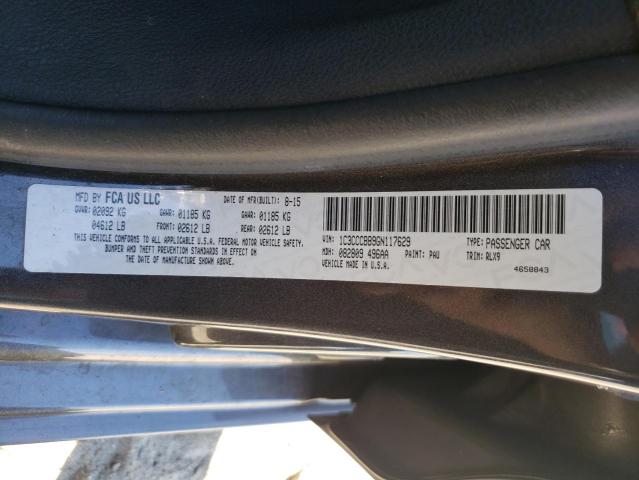 MFD BY FCA US LLC DATE OF MFR(BUILT): 8-15
GVWR: 02092 KG GAWR: 01185 KG GAWR: 01185 KG
04612 LB FRONT: 02612 LB REAR: 02612 LB
THIS VEHICLE CONFORMS TO ALL APPLICABLE U.S.A. FEDERAL MOTOR VEHICLE SAFETY,
BUMPER AND THEFT PREVENTION STANDARDS IN EFFECT ON
THE DATE OF MANUFACTURE SHOWN ABOVE.
VIN: 1C3CCCBB9GN117629 TYPE: PASSENGER CAR
MDH: 082809 496AA PAINT: PAU TRIM: RLX9
VEHICLE MADE IN U.S.A. 4658843